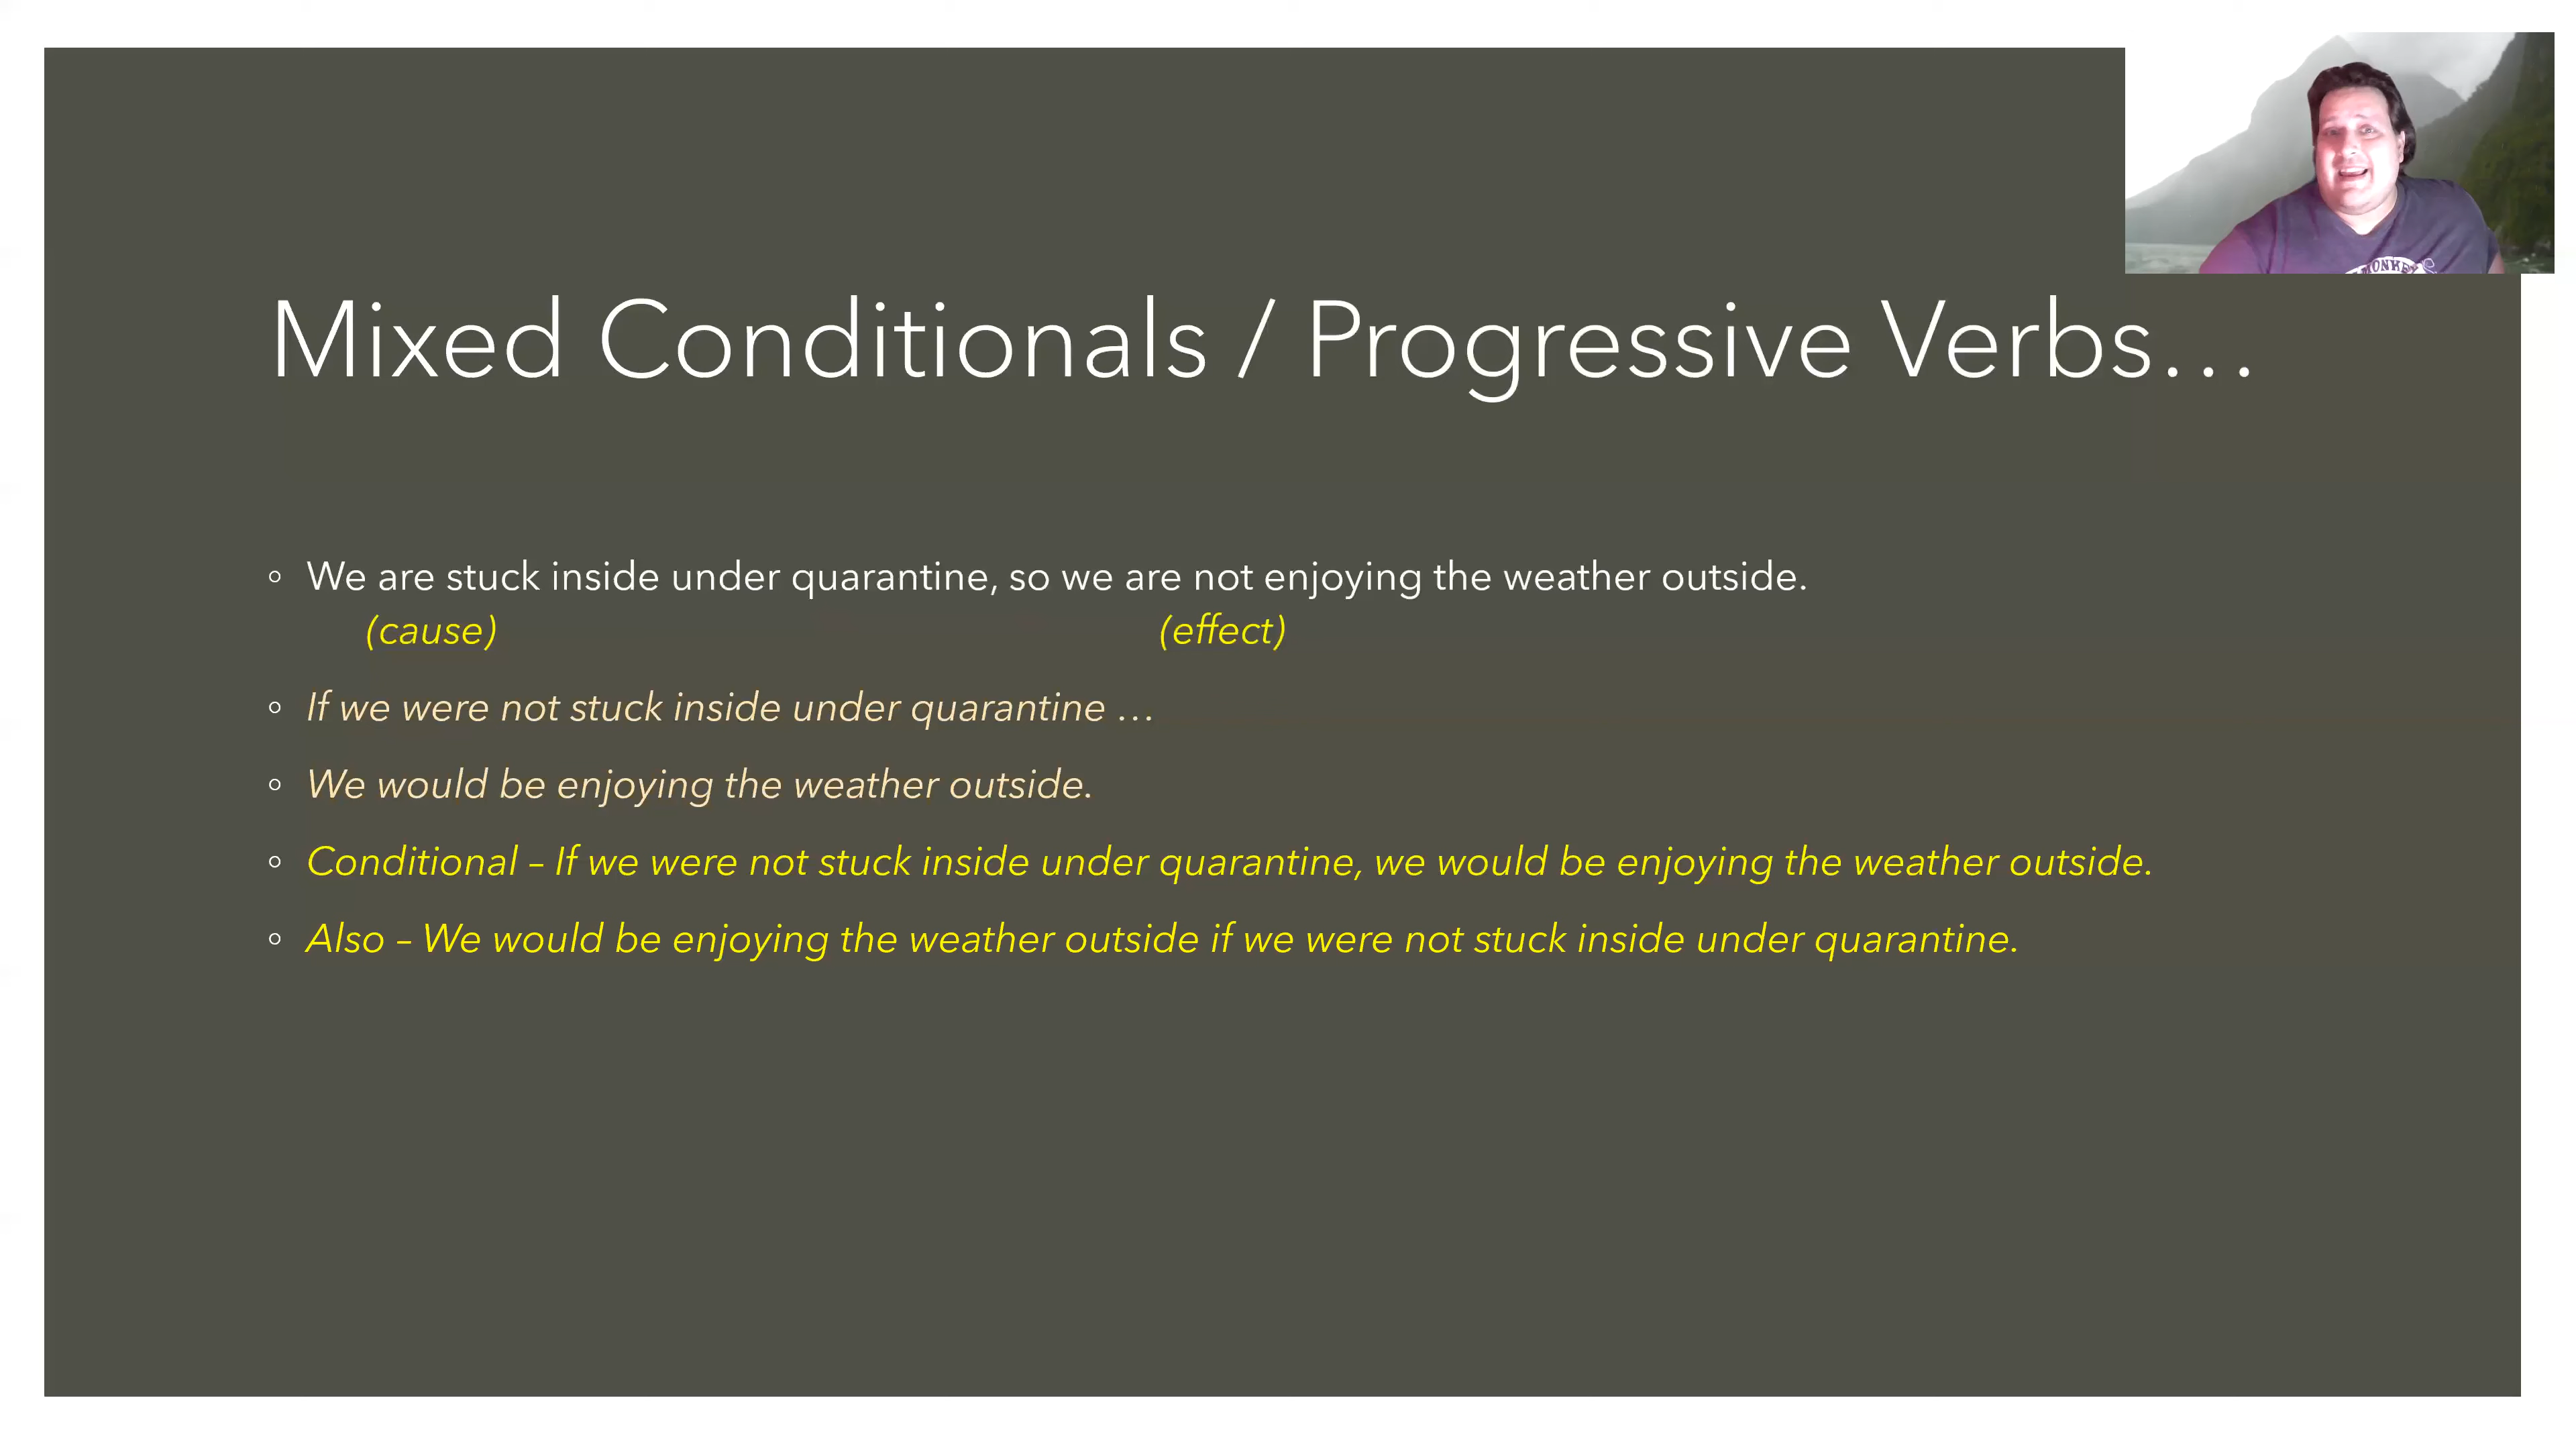 Mixed Conditionals / Progressive Verbs…
We are stuck inside under quarantine, so we are not enjoying the weather outside.
(cause) (effect)
If we were not stuck inside under quarantine …
We would be enjoying the weather outside.
Conditional – If we were not stuck inside under quarantine, we would be enjoying the weather outside.
Also – We would be enjoying the weather outside if we were not stuck inside under quarantine.